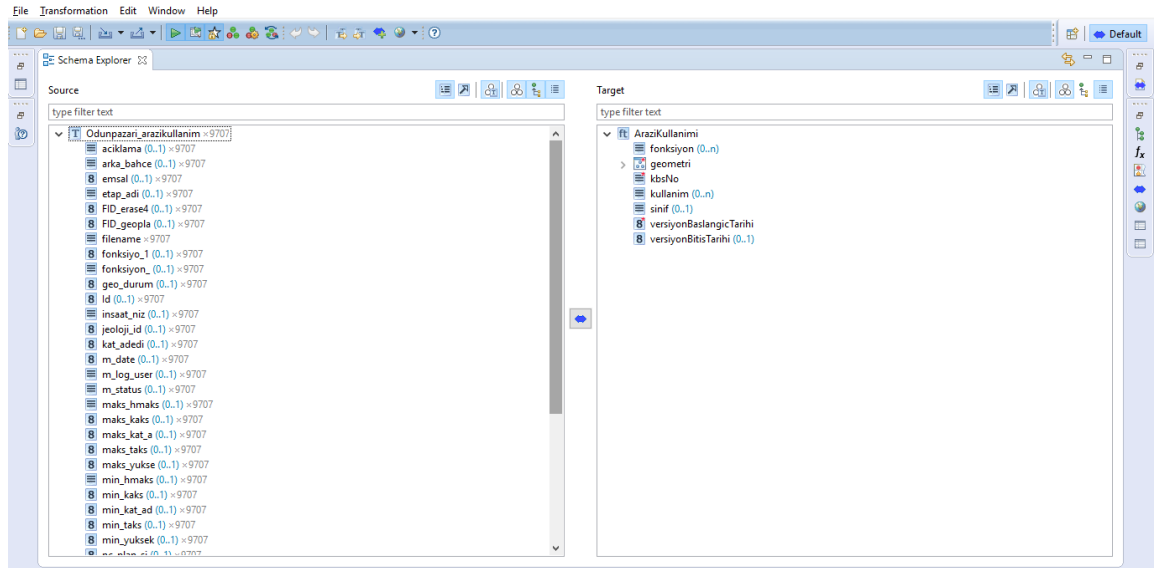 File Transformation Edit Window Help
Default
Schema Explorer
Source
type filter text
Odunpazari_arazikullanim ×9707
aciklama (0..1) ×9707
arka_bahce (0..1) ×9707
emsal (0..1) ×9707
etap_adi (0..1) ×9707
FID_erase4 (0..1) ×9707
FID_geopla (0..1) ×9707
filename ×9707
fonksiyo_1 (0..1) ×9707
fonksiyon_ (0..1) ×9707
geo_durum (0..1) ×9707
Id (0..1) ×9707
insaat_niz (0..1) ×9707
jeoloji_id (0..1) ×9707
kat_adedi (0..1) ×9707
m_date (0..1) ×9707
m_log_user (0..1) ×9707
m_status (0..1) ×9707
maks_hmaks (0..1) ×9707
maks_kaks (0..1) ×9707
maks_kat_a (0..1) ×9707
maks_taks (0..1) ×9707
maks_yukse (0..1) ×9707
min_hmaks (0..1) ×9707
min_kaks (0..1) ×9707
min_kat_ad (0..1) ×9707
min_taks (0..1) ×9707
min_yuksek (0..1) ×9707
Target
type filter text
AraziKullanimi
fonksiyon (0..n)
geometri
kbsNo
kullanim (0..n)
sinif (0..1)
versiyonBaslangicTarihi
versiyonBitisTarihi (0..1)